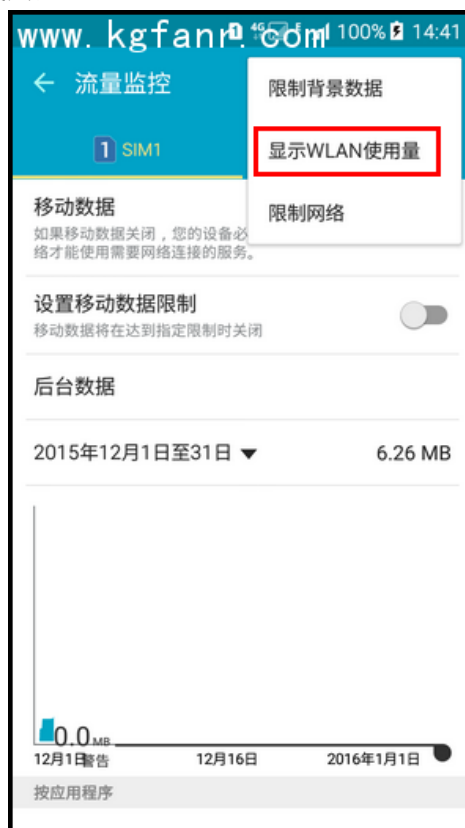 www. kgfanr. com 100% 14:41
流量监控
限制背景数据
1 SIM1
显示WLAN使用量
移动数据
限制网络
如果移动数据关闭，您的设备必
络才能使用需要网络连接的服务。
设置移动数据限制
移动数据将在达到指定限制时关闭
后台数据
2015年12月1日至31日 6.26 MB
0.0 MB
12月1日 警告 12月16日 2016年1月1日
按应用程序